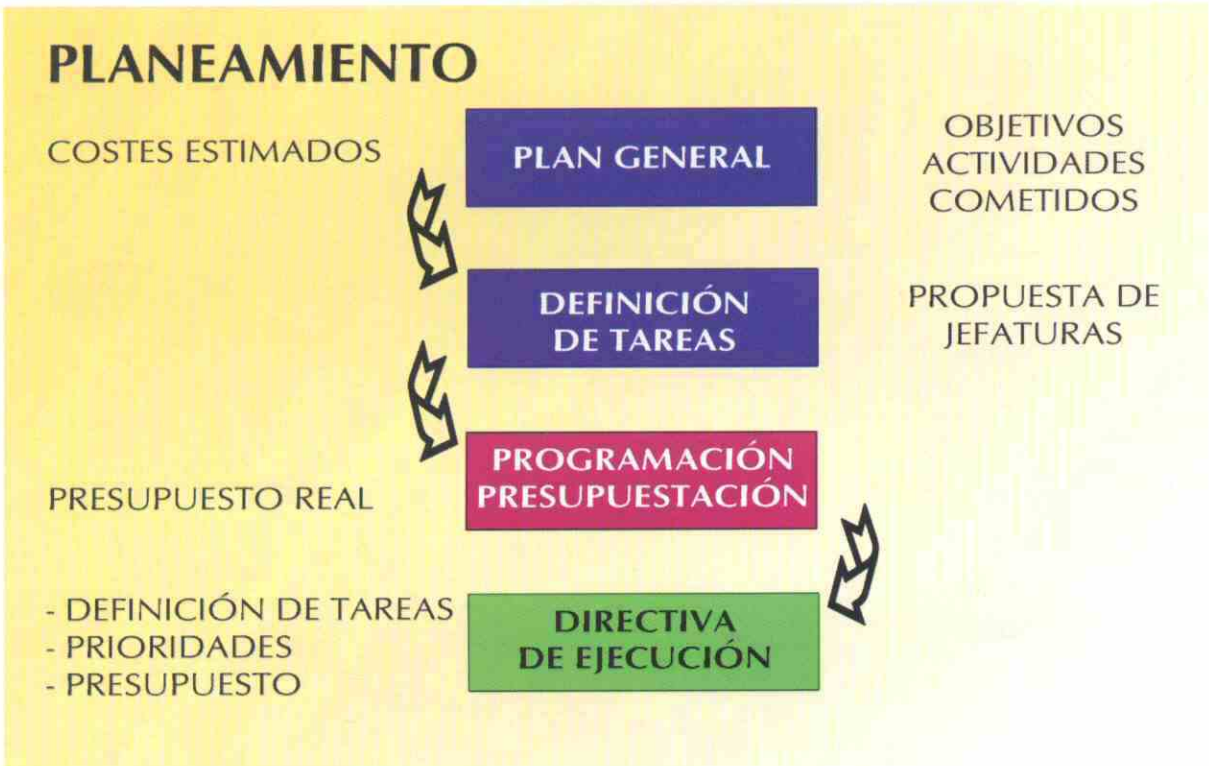 PLANEAMIENTO
COSTES ESTIMADOS
PLAN GENERAL
OBJETIVOS
ACTIVIDADES
COMETIDOS
DEFINICIÓN
DE TAREAS
PROPUESTA DE
JEFATURAS
PRESUPUESTO REAL
PROGRAMACIÓN
PRESUPUESTACIÓN
- DEFINICIÓN DE TAREAS
- PRIORIDADES
- PRESUPUESTO
DIRECTIVA
DE EJECUCIÓN